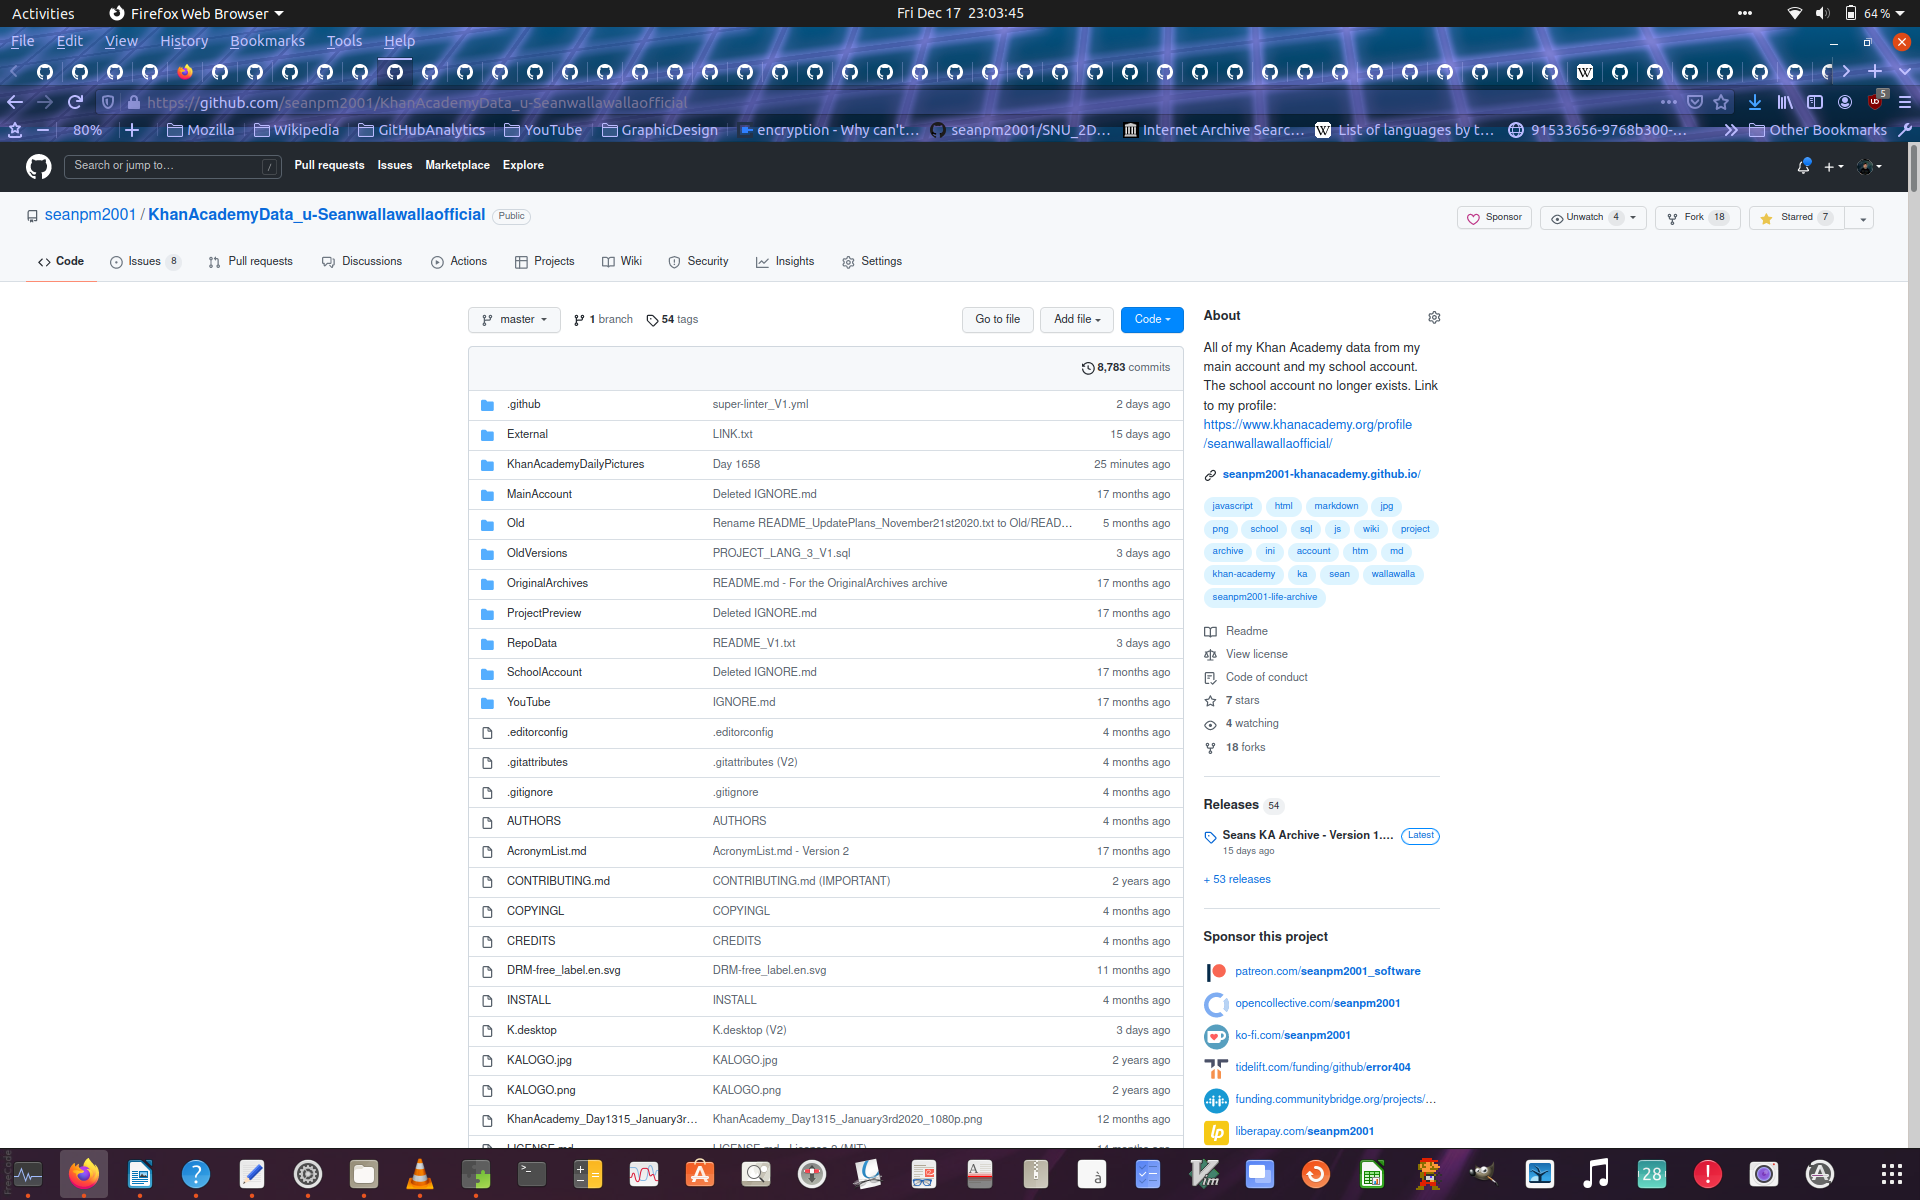 Activities Firefox Web Browser Fri Dec 17 23:03:45 64 %
File Edit View History Bookmarks Tools Help
https://github.com/seanpm2001/KhanAcademyData_u-Seanwallawallaofficial 5
80% Mozilla Wikipedia GitHubAnalytics YouTube GraphicDesign encryption - Why can't… seanpm2001/SNU_2D… Internet Archive Searc… List of languages by t… 91533656-9768b300-… Other Bookmarks
Search or jump to… / Pull requests Issues Marketplace Explore
seanpm2001 / KhanAcademyData_u-Seanwallawallaofficial Public Sponsor Unwatch 4 Fork 18 Starred 7
Code Issues 8 Pull requests Discussions Actions Projects Wiki Security Insights Settings
master 1 branch 54 tags Go to file Add file Code
8,783 commits
.github super-linter_V1.yml 2 days ago
External LINK.txt 15 days ago
KhanAcademyDailyPictures Day 1658 25 minutes ago
MainAccount Deleted IGNORE.md 17 months ago
Old Rename README_UpdatePlans_November21st2020.txt to Old/READ… 5 months ago
OldVersions PROJECT_LANG_3_V1.sql 3 days ago
OriginalArchives README.md - For the OriginalArchives archive 17 months ago
ProjectPreview Deleted IGNORE.md 17 months ago
RepoData README_V1.txt 3 days ago
SchoolAccount Deleted IGNORE.md 17 months ago
YouTube IGNORE.md 17 months ago
.editorconfig .editorconfig 4 months ago
.gitattributes .gitattributes (V2) 4 months ago
.gitignore .gitignore 4 months ago
AUTHORS AUTHORS 4 months ago
AcronymList.md AcronymList.md - Version 2 17 months ago
CONTRIBUTING.md CONTRIBUTING.md (IMPORTANT) 2 years ago
COPYINGL COPYINGL 4 months ago
CREDITS CREDITS 4 months ago
DRM-free_label.en.svg DRM-free_label.en.svg 11 months ago
INSTALL INSTALL 4 months ago
K.desktop K.desktop (V2) 3 days ago
KALOGO.jpg KALOGO.jpg 2 years ago
KALOGO.png KALOGO.png 2 years ago
KhanAcademy_Day1315_January3r… KhanAcademy_Day1315_January3rd2020_1080p.png 12 months ago
About
All of my Khan Academy data from my
main account and my school account.
The school account no longer exists. Link
to my profile:
https://www.khanacademy.org/profile
/seanwallawallaofficial/
seanpm2001-khanacademy.github.io/
javascript html markdown jpg
png school sql js wiki project
archive ini account htm md
khan-academy ka sean wallawalla
seanpm2001-life-archive
Readme
View license
Code of conduct
7 stars
4 watching
18 forks
Releases 54
Seans KA Archive - Version 1.… Latest
15 days ago
+ 53 releases
Sponsor this project
patreon.com/seanpm2001_software
opencollective.com/seanpm2001
ko-fi.com/seanpm2001
tidelift.com/funding/github/error404
funding.communitybridge.org/projects/…
lp liberapay.com/seanpm2001
28